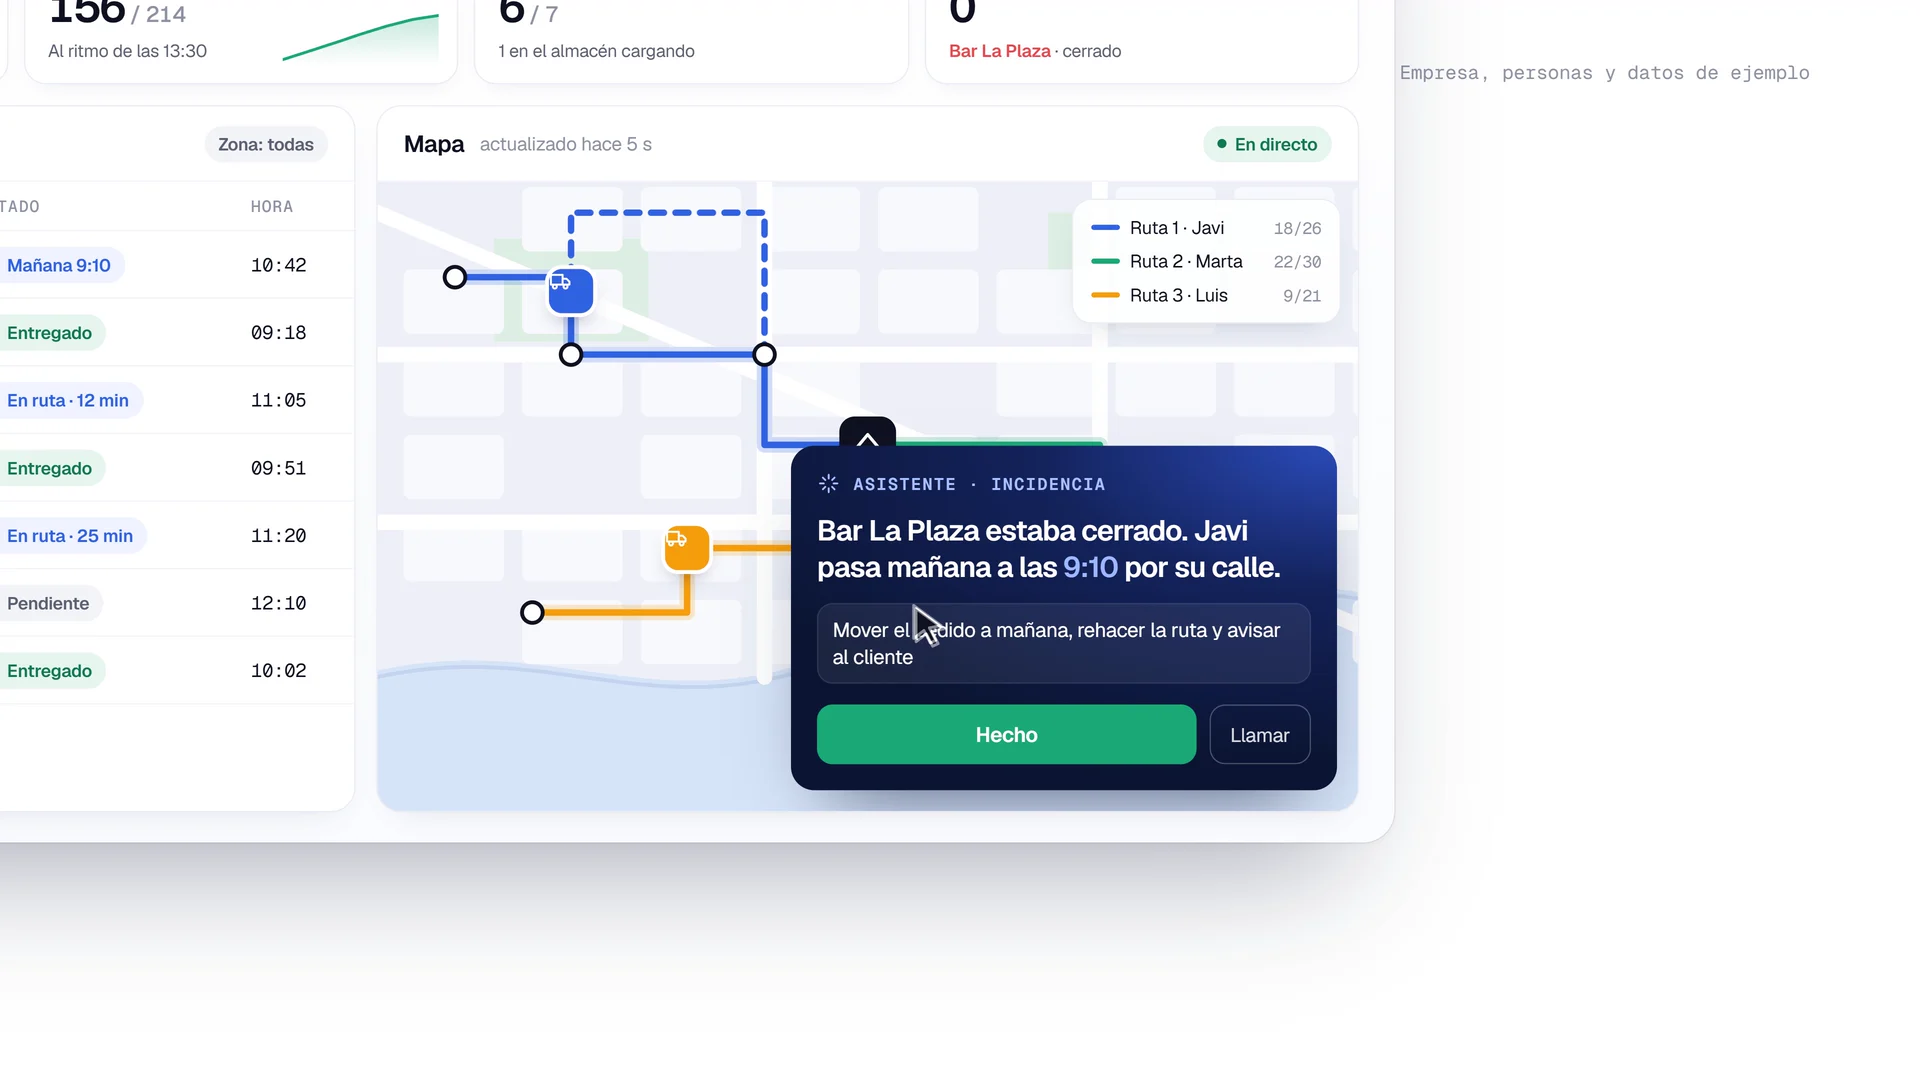 156 / 214
Al ritmo de las 13:30
6 / 7
1 en el almacén cargando
0
Bar La Plaza · cerrado
Empresa, personas y datos de ejemplo
Zona: todas
TADO HORA
Mañana 9:10 10:42
Entregado 09:18
En ruta · 12 min 11:05
Entregado 09:51
En ruta · 25 min 11:20
Pendiente 12:10
Entregado 10:02
Mapa actualizado hace 5 s
En directo
Ruta 1 · Javi 18/26
Ruta 2 · Marta 22/30
Ruta 3 · Luis 9/21
ASISTENTE · INCIDENCIA
Bar La Plaza estaba cerrado. Javi
pasa mañana a las 9:10 por su calle.
Mover el a mañana, rehacer la ruta y avisar
al cliente
Hecho
Llamar